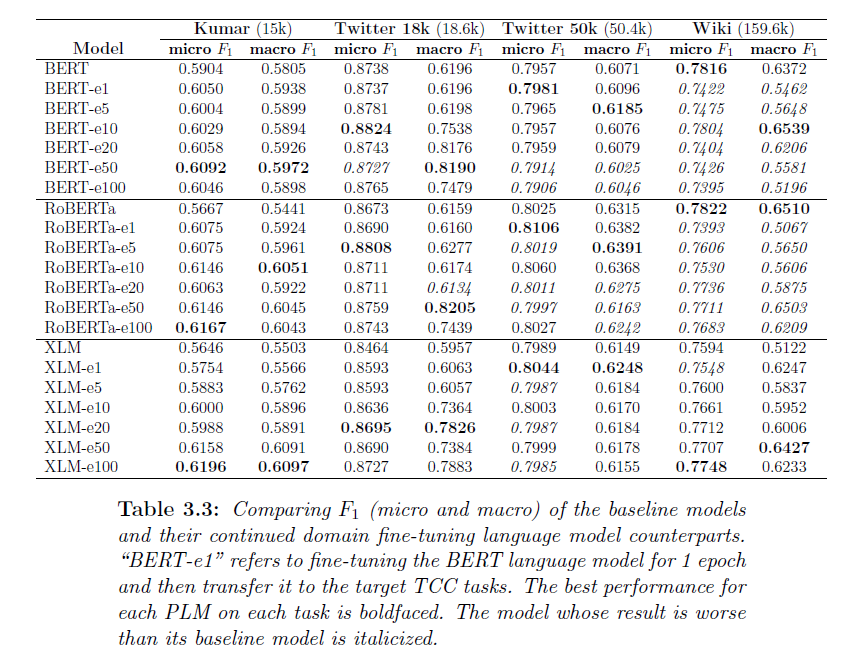 Kumar (15k) Twitter 18k (18.6k) Twitter 50k (50.4k) Wiki (159.6k)
Model micro F1 macro F1 micro F1 macro F1 micro F1 macro F1 micro F1 macro F1
BERT 0.5904 0.5805 0.8738 0.6196 0.7957 0.6071 0.7816 0.6372
BERT-e1 0.6050 0.5938 0.8737 0.6196 0.7981 0.6096 0.7422 0.5462
BERT-e5 0.6004 0.5899 0.8781 0.6198 0.7965 0.6185 0.7475 0.5648
BERT-e10 0.6029 0.5894 0.8824 0.7538 0.7957 0.6076 0.7804 0.6539
BERT-e20 0.6058 0.5926 0.8743 0.8176 0.7959 0.6079 0.7404 0.6206
BERT-e50 0.6092 0.5972 0.8727 0.8190 0.7914 0.6025 0.7426 0.5581
BERT-e100 0.6046 0.5898 0.8765 0.7479 0.7906 0.6046 0.7395 0.5196
RoBERTa 0.5667 0.5441 0.8673 0.6159 0.8025 0.6315 0.7822 0.6510
RoBERTa-e1 0.6075 0.5924 0.8690 0.6160 0.8106 0.6382 0.7393 0.5067
RoBERTa-e5 0.6075 0.5961 0.8808 0.6277 0.8019 0.6391 0.7606 0.5650
RoBERTa-e10 0.6146 0.6051 0.8711 0.6174 0.8060 0.6368 0.7530 0.5606
RoBERTa-e20 0.6063 0.5922 0.8711 0.6134 0.8011 0.6275 0.7736 0.5875
RoBERTa-e50 0.6146 0.6045 0.8759 0.8205 0.7997 0.6163 0.7711 0.6503
RoBERTa-e100 0.6167 0.6043 0.8743 0.7439 0.8027 0.6242 0.7683 0.6209
XLM 0.5646 0.5503 0.8464 0.5957 0.7989 0.6149 0.7594 0.5122
XLM-e1 0.5754 0.5566 0.8593 0.6063 0.8044 0.6248 0.7548 0.6247
XLM-e5 0.5883 0.5762 0.8593 0.6057 0.7987 0.6184 0.7600 0.5837
XLM-e10 0.6000 0.5896 0.8636 0.7364 0.8003 0.6170 0.7661 0.5952
XLM-e20 0.5988 0.5891 0.8695 0.7826 0.7987 0.6184 0.7712 0.6006
XLM-e50 0.6158 0.6091 0.8690 0.7384 0.7999 0.6178 0.7707 0.6427
XLM-e100 0.6196 0.6097 0.8727 0.7883 0.7985 0.6155 0.7748 0.6233
Table 3.3: Comparing F1 (micro and macro) of the baseline models
and their continued domain fine-tuning language model counterparts.
“BERT-e1” refers to fine-tuning the BERT language model for 1 epoch
and then transfer it to the target TCC tasks. The best performance for
each PLM on each task is boldfaced. The model whose result is worse
than its baseline model is italicized.